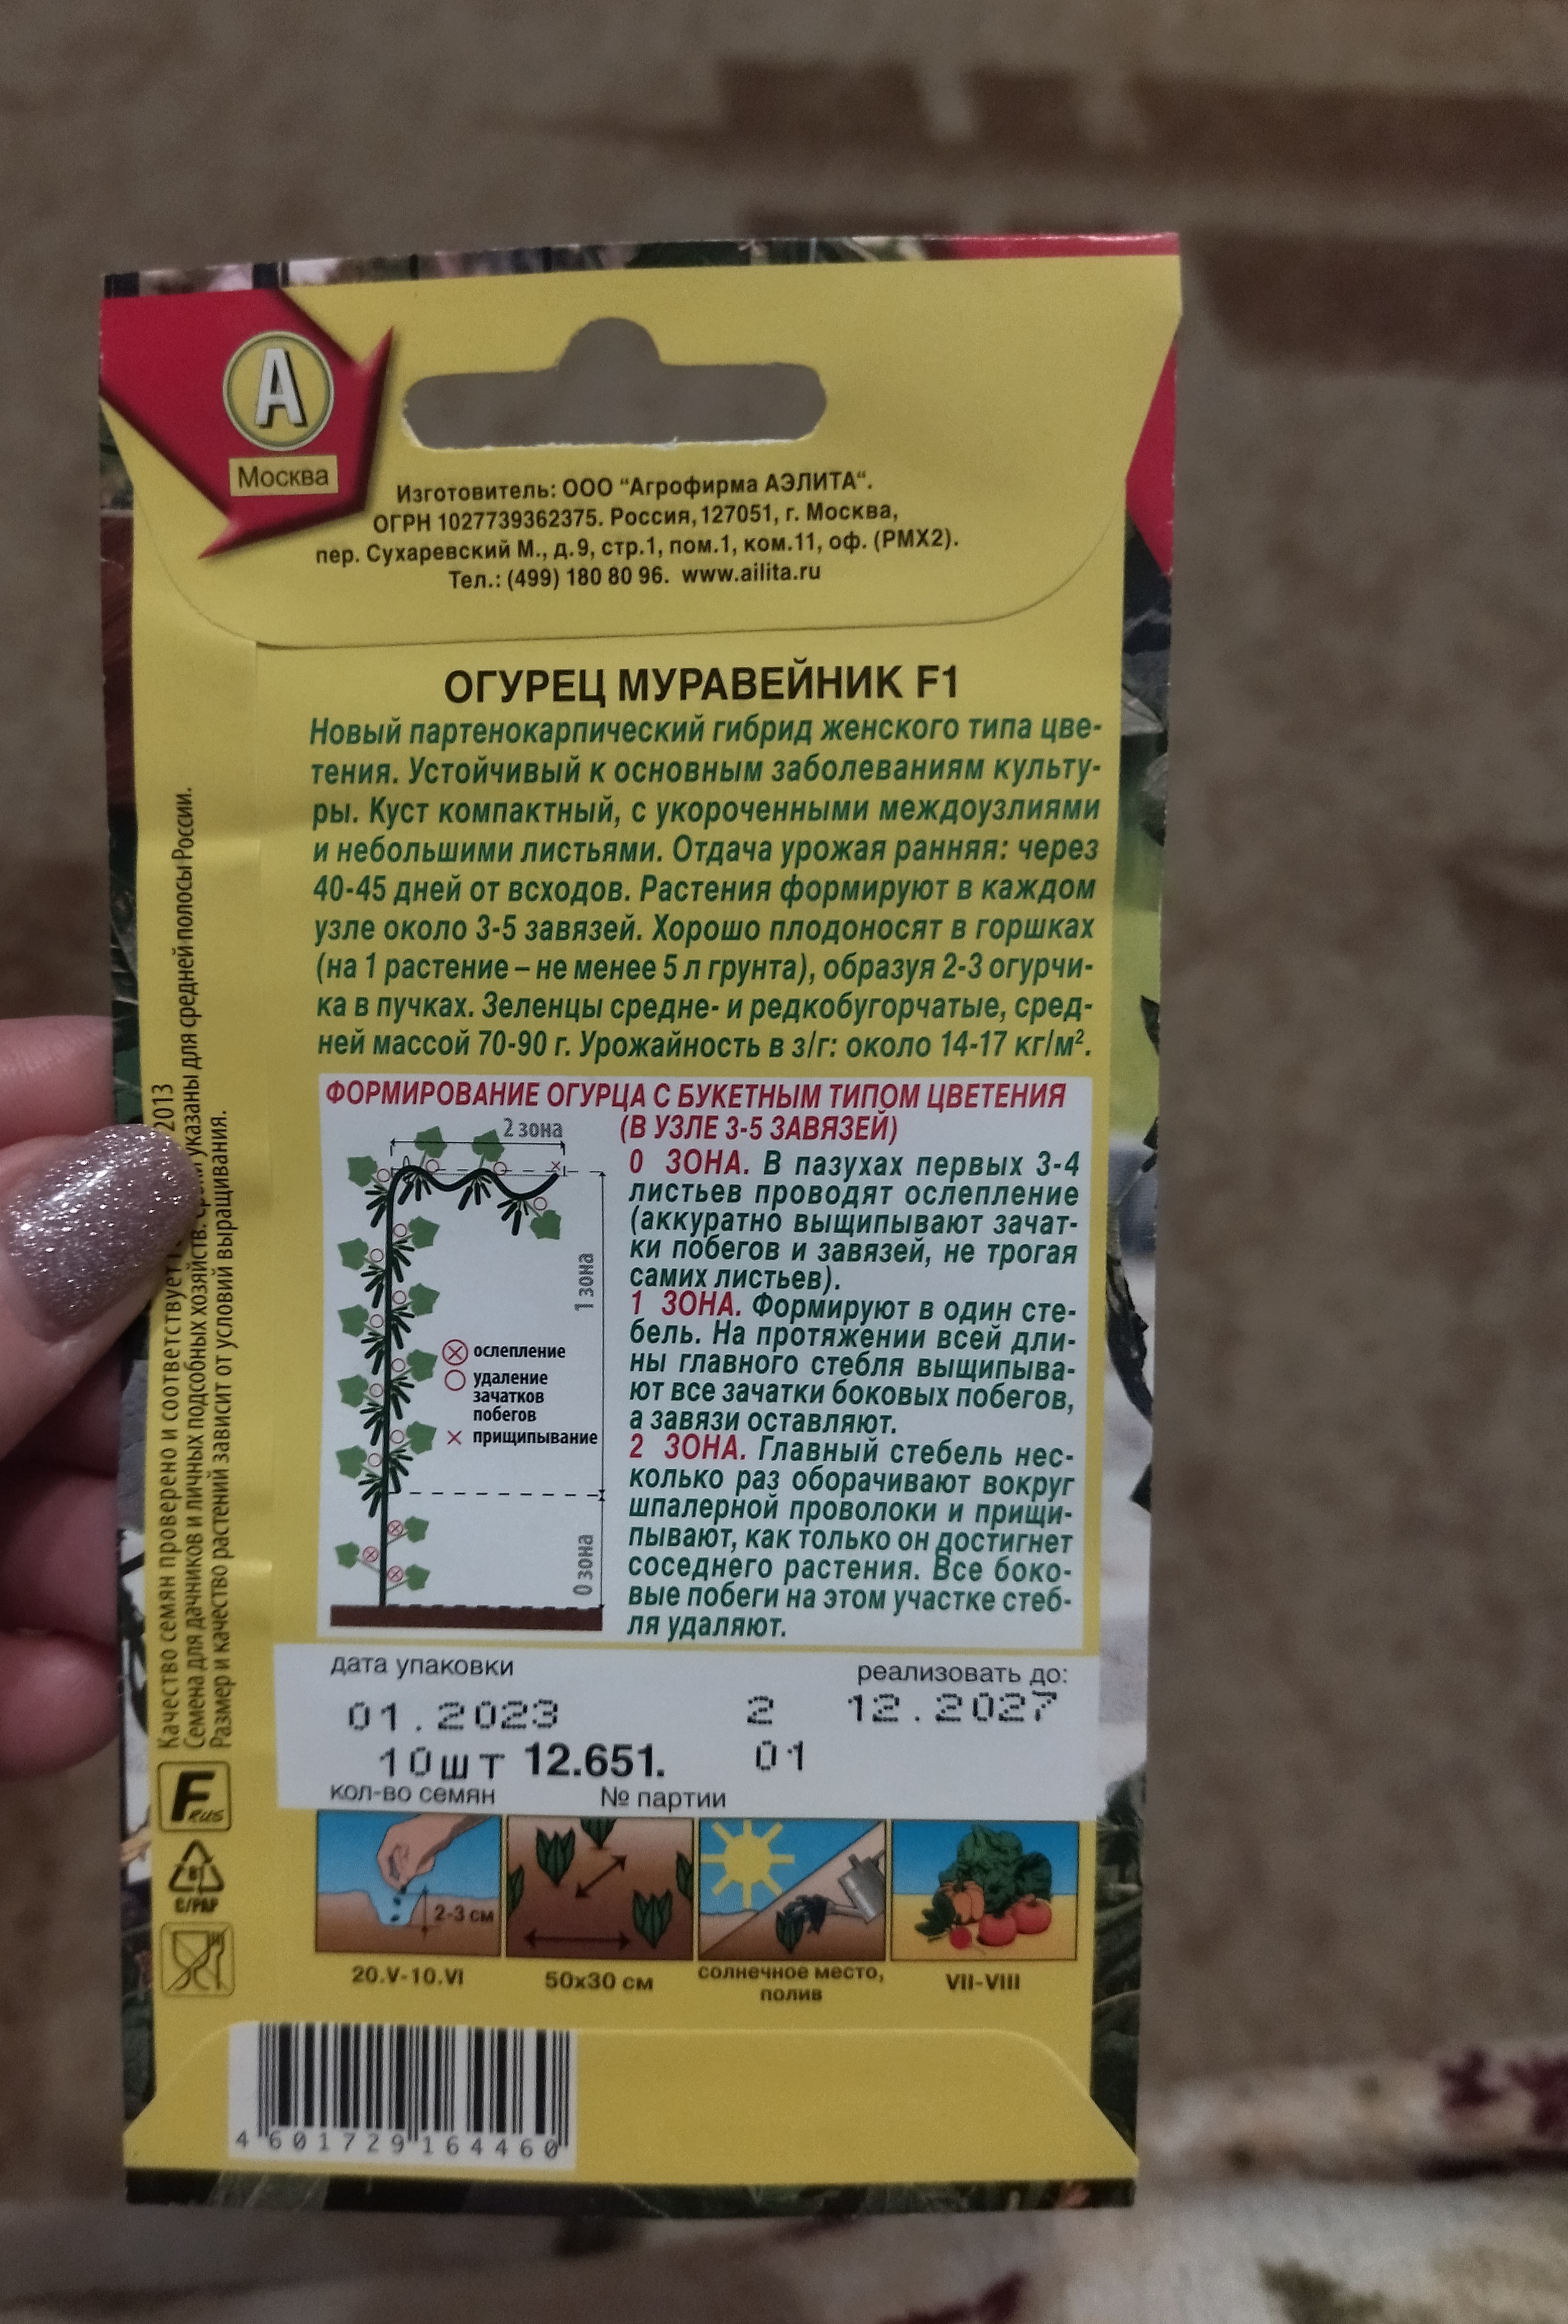 А
Москва
Изготовитель: ООО “Агрофирма АЭЛИТА“.
ОГРН 1027739362375. Россия, 127051, г. Москва,
пер. Сухаревский М., д.9, стр.1, пом.1, ком.11, оф. (РМХ2).
Тел.: (499) 180 80 96. www.ailita.ru
ОГУРЕЦ МУРАВЕЙНИК F1
Новый партенокарпический гибрид женского типа цве-
тения. Устойчивый к основным заболеваниям культу-
ры. Куст компактный, с укороченными междоузлиями
и небольшими листьями. Отдача урожая ранняя: через
40-45 дней от всходов. Растения формируют в каждом
узле около 3-5 завязей. Хорошо плодоносят в горшках
(на 1 растение – не менее 5 л грунта), образуя 2-3 огурчи-
ка в пучках. Зеленцы средне- и редкобугорчатые, сред-
ней массой 70-90 г. Урожайность в з/г: около 14-17 кг/м².
ФОРМИРОВАНИЕ ОГУРЦА С БУКЕТНЫМ ТИПОМ ЦВЕТЕНИЯ
(В УЗЛЕ 3-5 ЗАВЯЗЕЙ)
2 зона
1 зона
0 зона
ослепление
удаление
зачатков
побегов
прищипывание
0 ЗОНА. В пазухах первых 3-4
листьев проводят ослепление
(аккуратно выщипывают зачат-
ки побегов и завязей, не трогая
самих листьев).
1 ЗОНА. Формируют в один сте-
бель. На протяжении всей дли-
ны главного стебля выщипыва-
ют все зачатки боковых побегов,
а завязи оставляют.
2 ЗОНА. Главный стебель нес-
колько раз оборачивают вокруг
шпалерной проволоки и прищи-
пывают, как только он достигнет
соседнего растения. Все боко-
вые побеги на этом участке стеб-
ля удаляют.
дата упаковки реализовать до:
01.2023 2 12.2027
10шт 12.651. 01
кол-во семян № партии
2-3 см
20.V-10.VI
50х30 см
солнечное место,
полив
VII-VIII
Качество семян проверено и соответствует 2013
Семена для дачников и личных подсобных хозяйств. указаны для средней полосы России.
Размер и качество растений зависит от условий выращивания.
F RUS
81
C/PAP
4 601729 164460